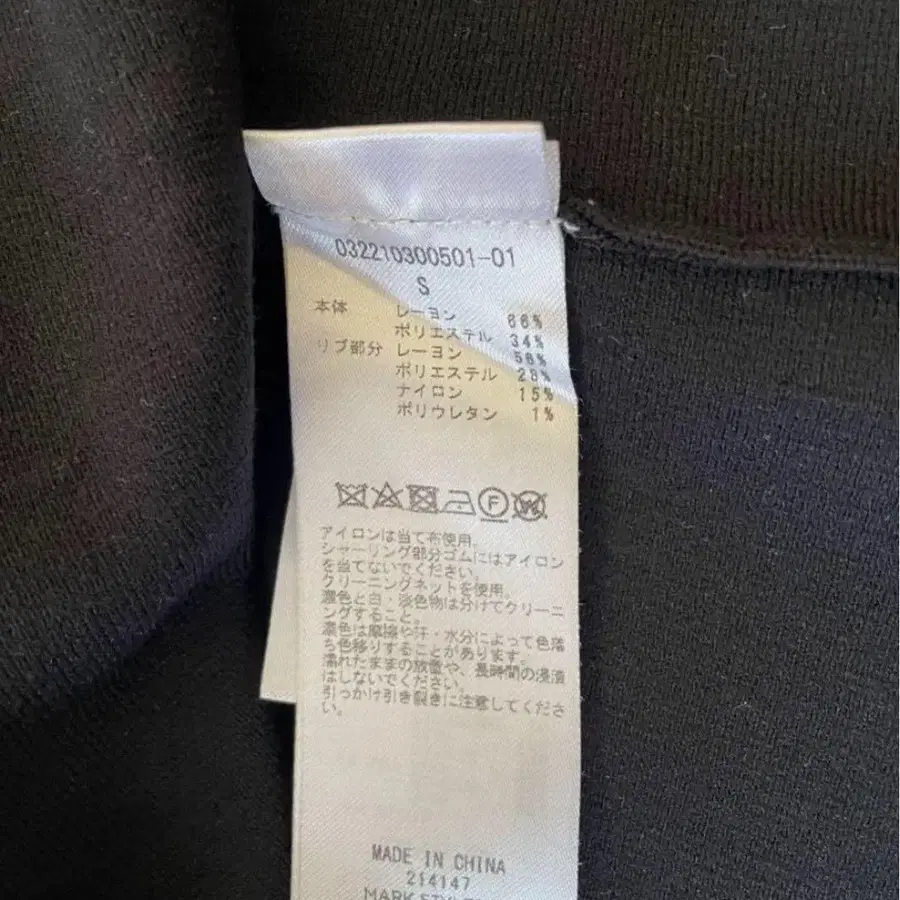 032210300501-01
S
本体 レーヨン 66%
ポリエステル 34%
リブ部分 レーヨン 56%
ポリエステル 28%
ナイロン 15%
ポリウレタン 1%
F
W
アイロンは当て布使用。
シャーリング部分ゴムにはアイロン
を当てないでください。
クリーニングネットを使用。
濃色と白・淡色物は分けてクリーニ
ングすること。
濃色は摩擦や汗・水分によって色落
ち色移りすることがあります。
濡れたままの放置や、長時間の浸漬
はしないでください。
引っかけ引き裂きに注意してくださ
い。
MADE IN CHINA
214147
MARK STYLE